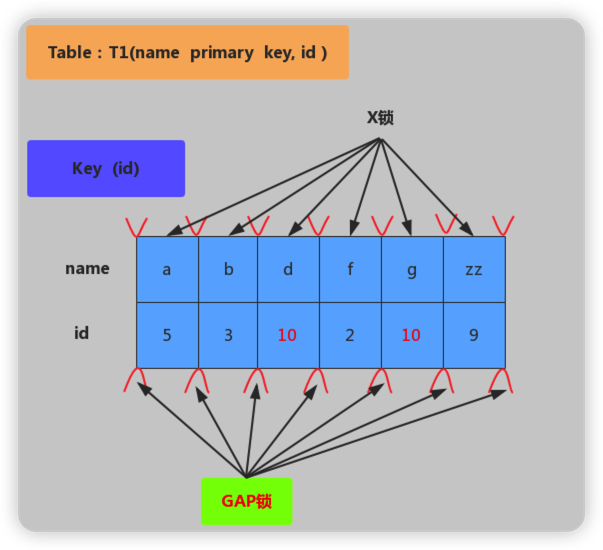 Table : T1(name primary key, id )
X锁
Key (id)
name a b d f g zz
id 5 3 10 2 10 9
GAP锁